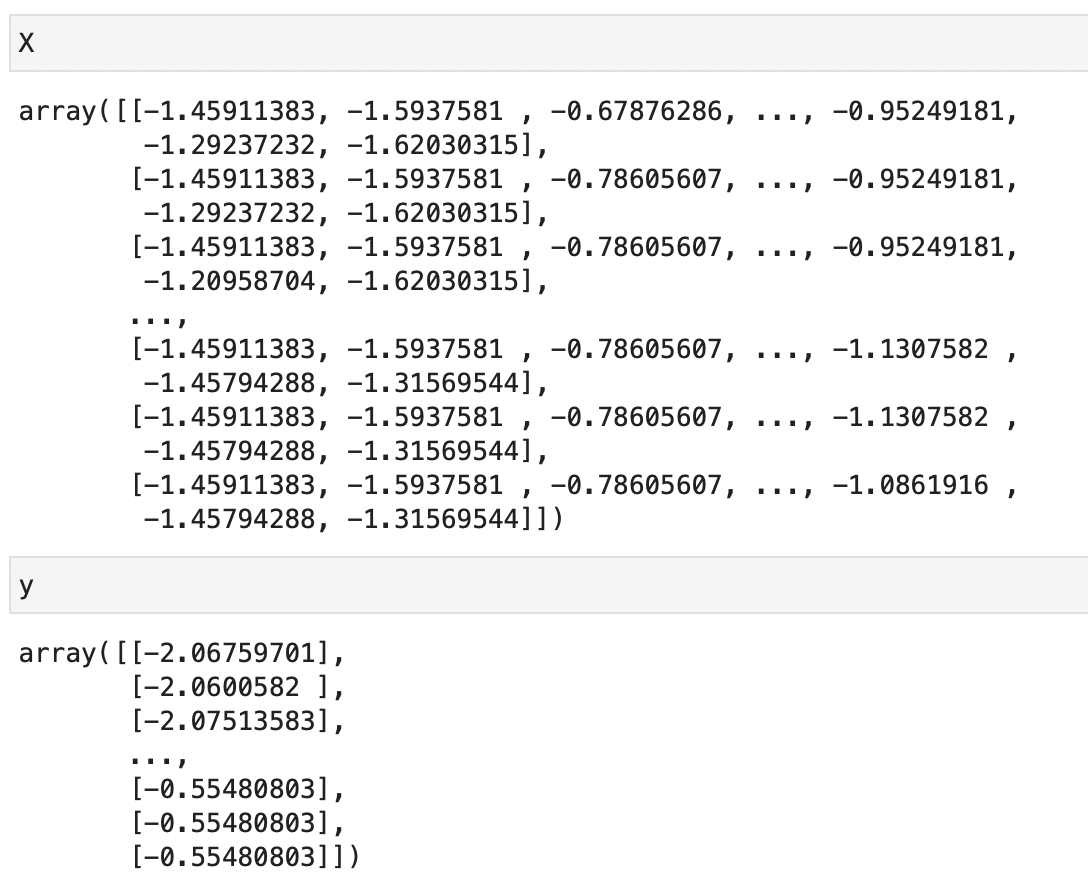 X
array([[-1.45911383, -1.5937581 , -0.67876286, ..., -0.95249181,
        -1.29237232, -1.62030315],
       [-1.45911383, -1.5937581 , -0.78605607, ..., -0.95249181,
        -1.29237232, -1.62030315],
       [-1.45911383, -1.5937581 , -0.78605607, ..., -0.95249181,
        -1.20958704, -1.62030315],
       ...,
       [-1.45911383, -1.5937581 , -0.78605607, ..., -1.1307582 ,
        -1.45794288, -1.31569544],
       [-1.45911383, -1.5937581 , -0.78605607, ..., -1.1307582 ,
        -1.45794288, -1.31569544],
       [-1.45911383, -1.5937581 , -0.78605607, ..., -1.0861916 ,
        -1.45794288, -1.31569544]])
y
array([[-2.06759701],
       [-2.0600582 ],
       [-2.07513583],
       ...,
       [-0.55480803],
       [-0.55480803],
       [-0.55480803]])